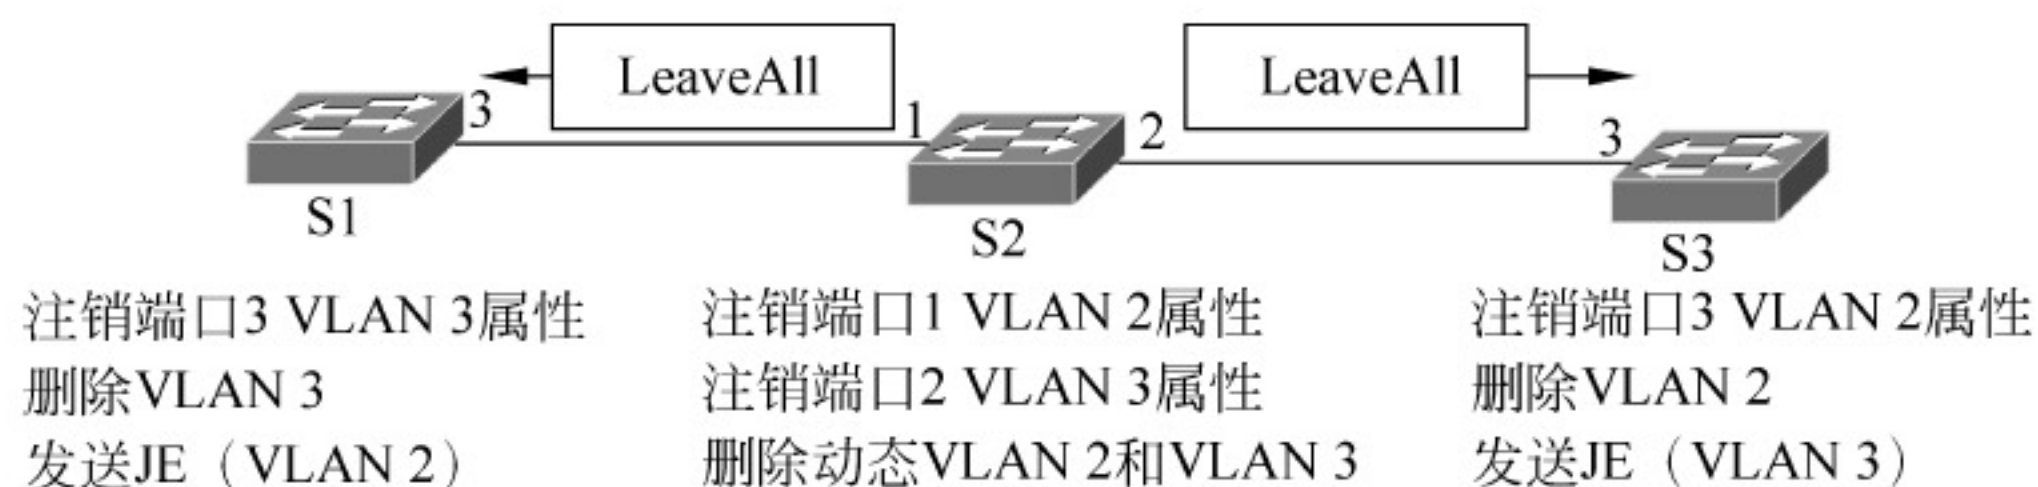 LeaveAll
LeaveAll
3
1
2
3
S1
S2
S3
注销端口3 VLAN 3属性
删除VLAN 3
发送JE（VLAN 2）
注销端口1 VLAN 2属性
注销端口2 VLAN 3属性
删除动态VLAN 2和VLAN 3
注销端口3 VLAN 2属性
删除VLAN 2
发送JE（VLAN 3）